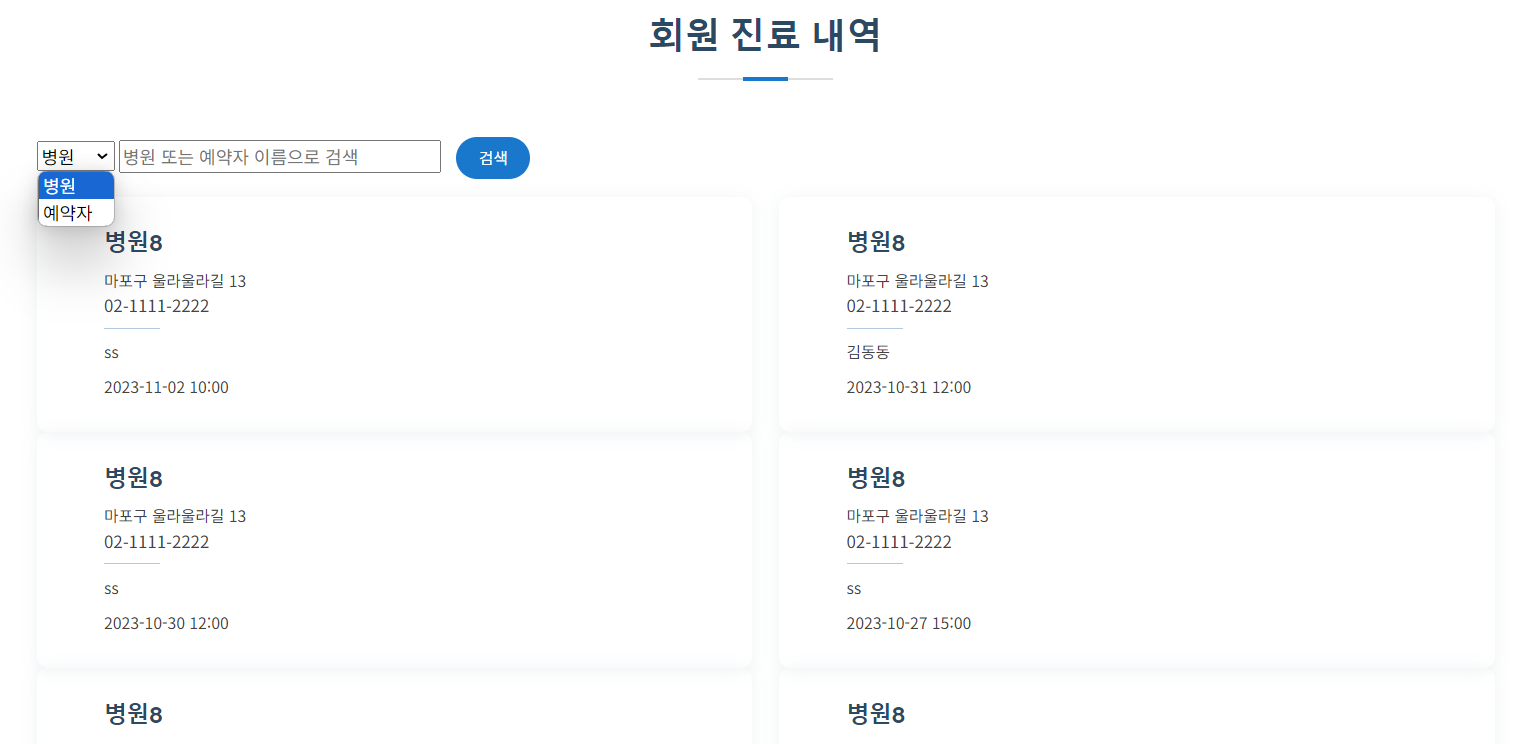 회원 진료 내역
병원
병원 또는 예약자 이름으로 검색
검색
병원
예약자
병원8
마포구 울라울라길 13
02-1111-2222
ss
2023-11-02 10:00
병원8
마포구 울라울라길 13
02-1111-2222
김동동
2023-10-31 12:00
병원8
마포구 울라울라길 13
02-1111-2222
ss
2023-10-30 12:00
병원8
마포구 울라울라길 13
02-1111-2222
ss
2023-10-27 15:00
병원8
병원8